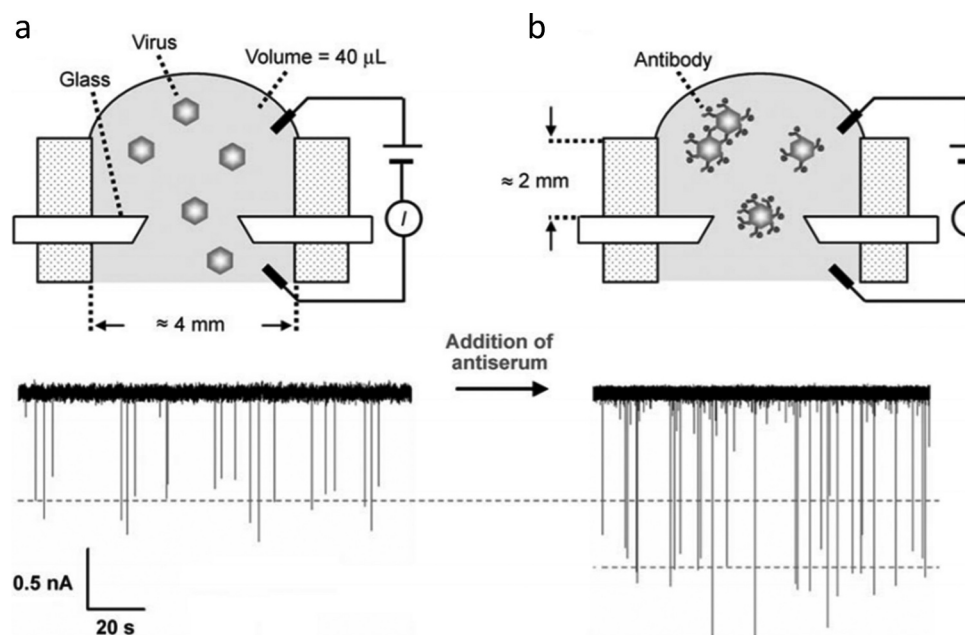 a
Virus
Volume = 40 μL
Glass
I
≈ 4 mm
b
Antibody
≈ 2 mm
Addition of
antiserum
0.5 nA
20 s